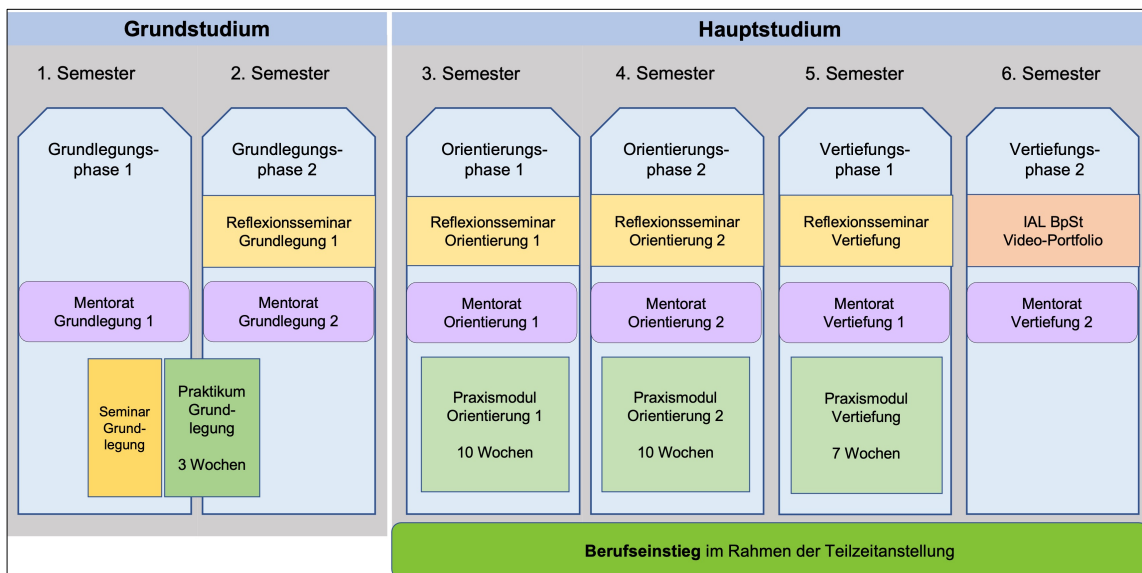 Grundstudium
Hauptstudium
1. Semester
2. Semester
3. Semester
4. Semester
5. Semester
6. Semester
Grundlegungs-
phase 1
Grundlegungs-
phase 2
Orientierungs-
phase 1
Orientierungs-
phase 2
Vertiefungs-
phase 1
Vertiefungs-
phase 2
Reflexionsseminar
Grundlegung 1
Reflexionsseminar
Orientierung 1
Reflexionsseminar
Orientierung 2
Reflexionsseminar
Vertiefung
IAL BpSt
Video-Portfolio
Mentorat
Grundlegung 1
Mentorat
Grundlegung 2
Mentorat
Orientierung 1
Mentorat
Orientierung 2
Mentorat
Vertiefung 1
Mentorat
Vertiefung 2
Seminar
Grund-
legung
Praktikum
Grund-
legung
3 Wochen
Praxismodul
Orientierung 1
10 Wochen
Praxismodul
Orientierung 2
10 Wochen
Praxismodul
Vertiefung
7 Wochen
Berufseinstieg im Rahmen der Teilzeitanstellung